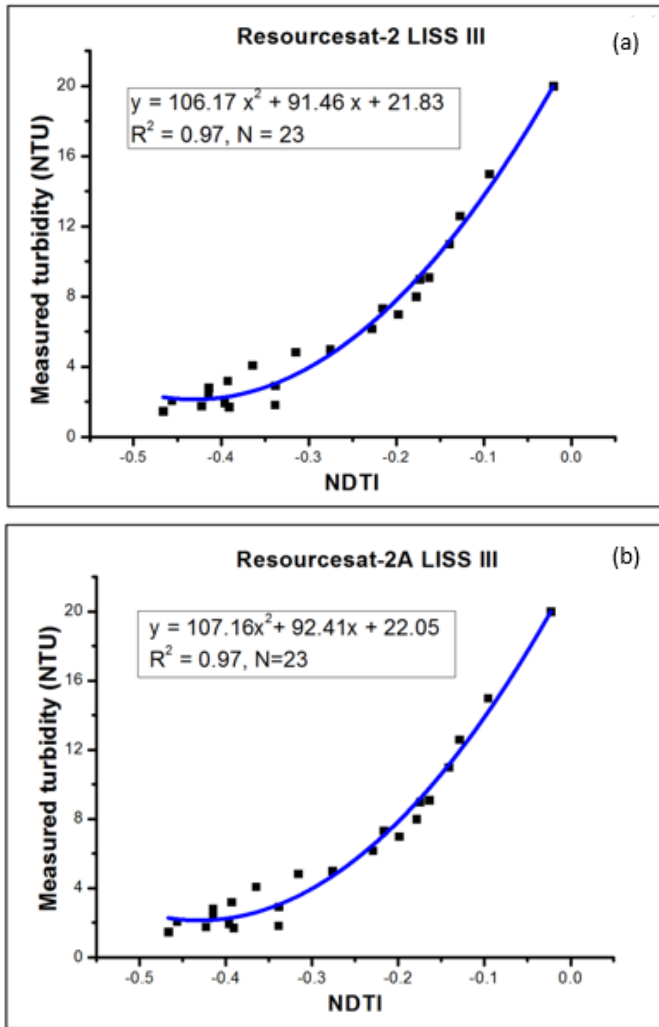 Resourcesat-2 LISS III
(a)
y = 106.17 x² + 91.46 x + 21.83
R² = 0.97, N = 23
Measured turbidity (NTU)
20
16
12
8
4
0
-0.5 -0.4 -0.3 -0.2 -0.1 0.0
NDTI
Resourcesat-2A LISS III
(b)
y = 107.16x²+ 92.41x + 22.05
R² = 0.97, N=23
Measured turbidity (NTU)
20
16
12
8
4
0
-0.5 -0.4 -0.3 -0.2 -0.1 0.0
NDTI